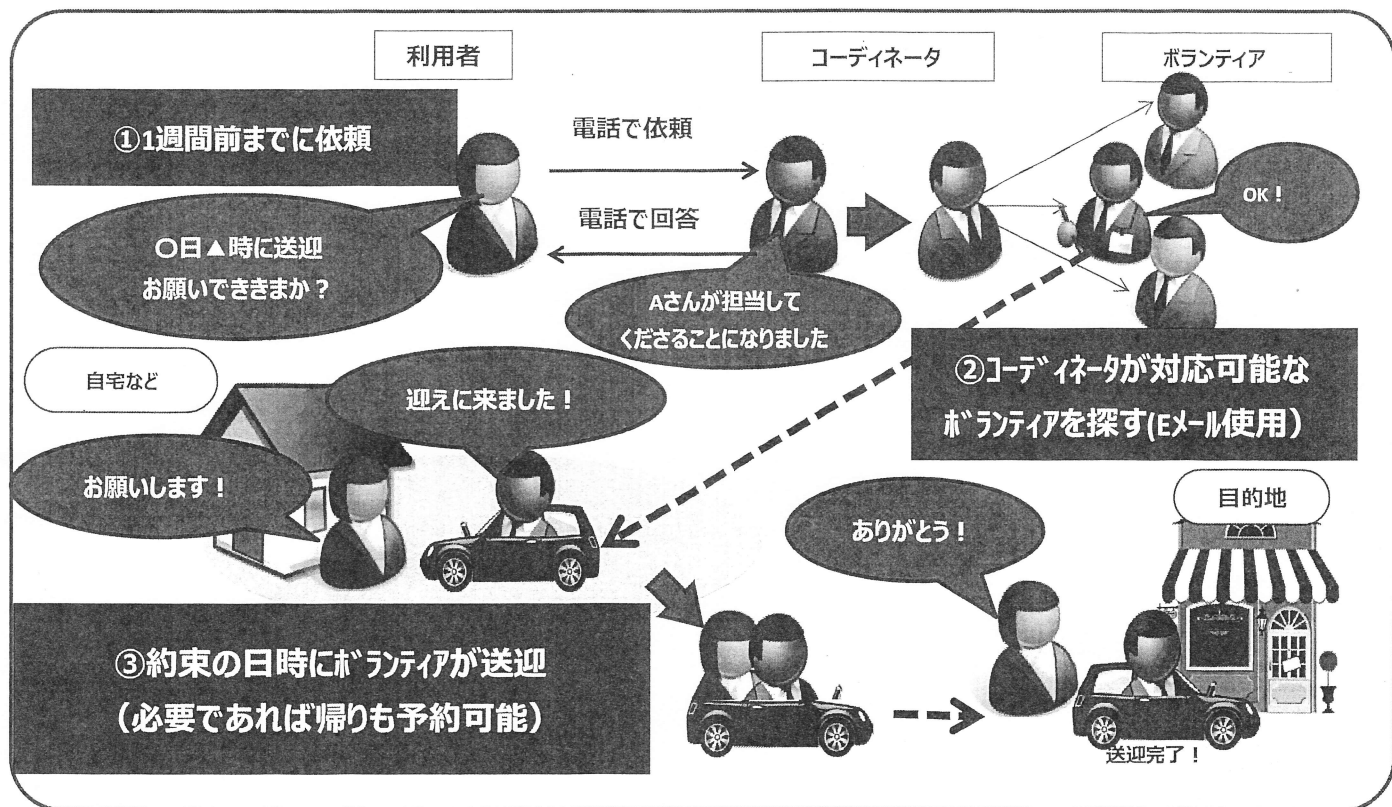 利用者
コーディネータ
ボランティア
①1週間前までに依頼
電話で依頼
電話で回答
OK！
〇日▲時に送迎
お願いでききまか？
Aさんが担当して
くださることになりました
②ｺｰﾃﾞｨﾈｰﾀが対応可能な
ﾎﾞﾗﾝﾃｨｱを探す(Eﾒｰﾙ使用）
自宅など
迎えに来ました！
お願いします！
目的地
ありがとう！
③約束の日時にﾎﾞﾗﾝﾃｨｱが送迎
（必要であれば帰りも予約可能）
送迎完了！